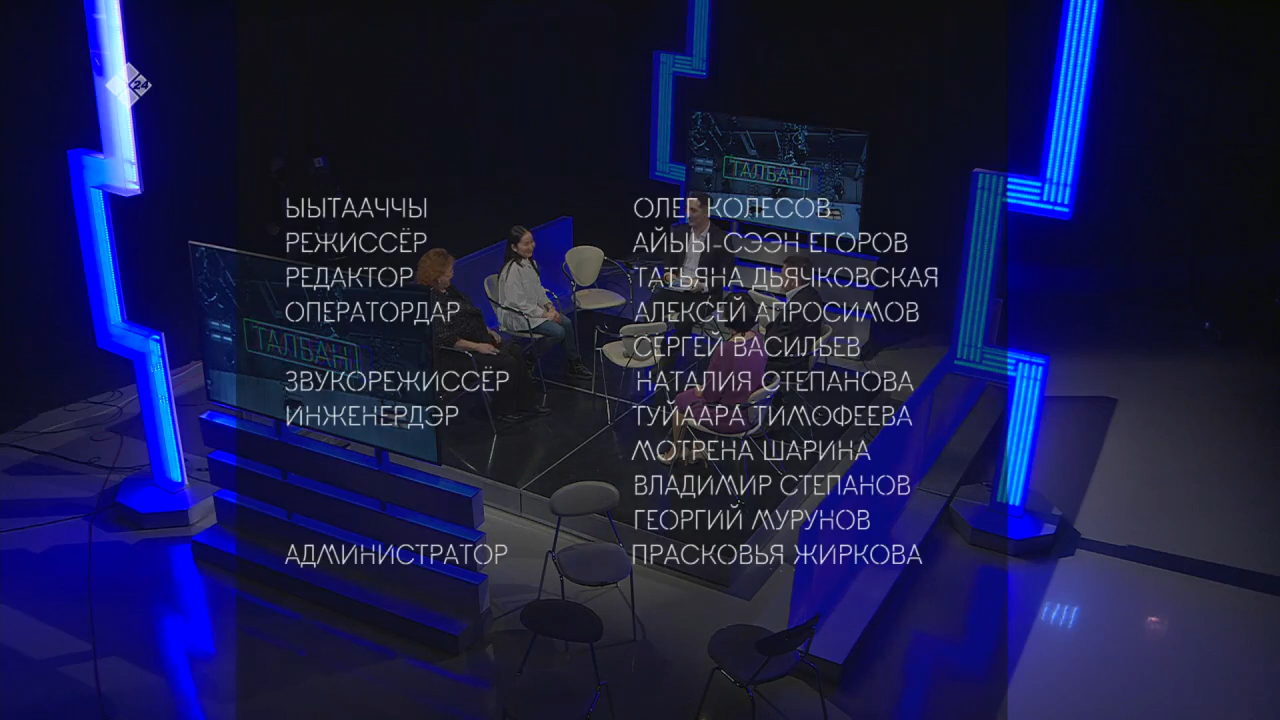 24
ТАЛБАН
ТАЛБАН
ЫЫТААЧЧЫ ОЛЕГ КОЛЕСОВ
РЕЖИССЁР АЙЫЫ-СЭЭН ЕГОРОВ
РЕДАКТОР ТАТЬЯНА ДЬЯЧКОВСКАЯ
ОПЕРАТОРДАР АЛЕКСЕЙ АПРОСИМОВ
СЕРГЕЙ ВАСИЛЬЕВ
ЗВУКОРЕЖИССЁР НАТАЛИЯ СТЕПАНОВА
ИНЖЕНЕРДЭР ТУЙААРА ТИМОФЕЕВА
МОТРЕНА ШАРИНА
ВЛАДИМИР СТЕПАНОВ
ГЕОРГИЙ МУРУНОВ
АДМИНИСТРАТОР ПРАСКОВЬЯ ЖИРКОВА